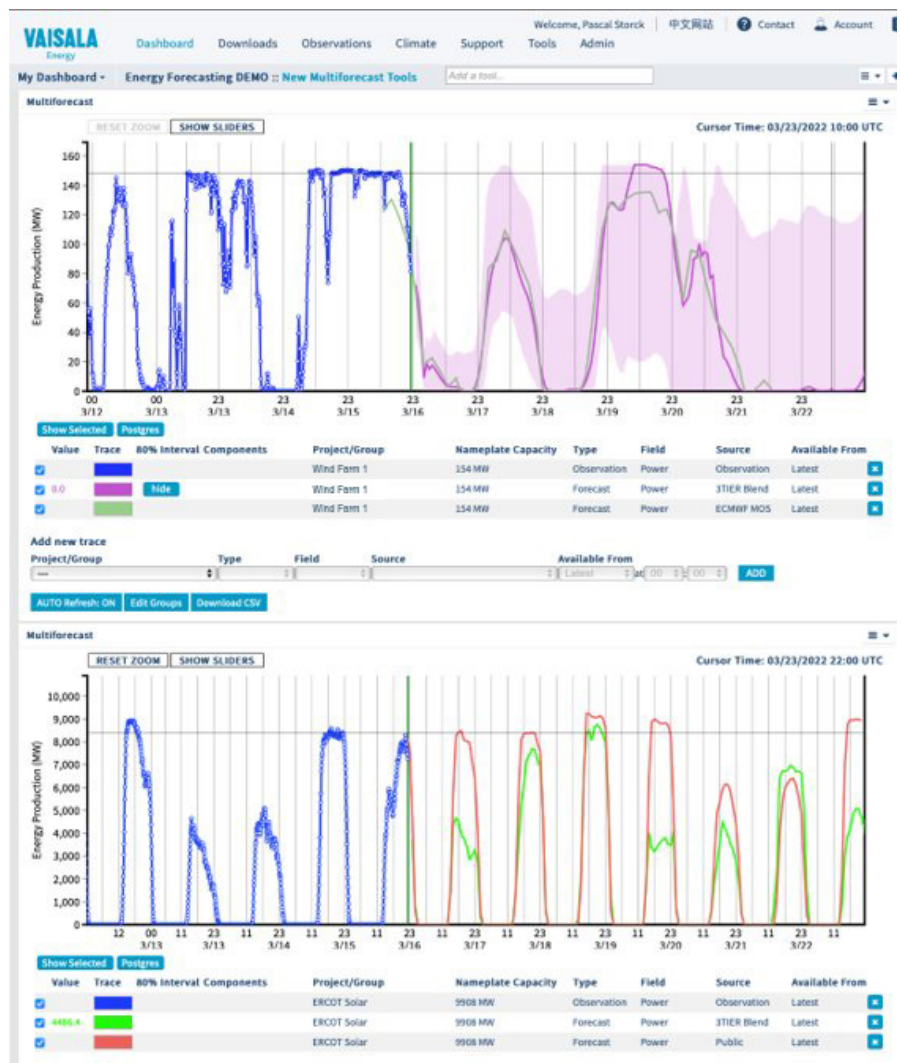 Welcome, Pascal Storck 中文网站 ? Contact Account
VAISALA
Energy
Dashboard Downloads Observations Climate Support Tools Admin
My Dashboard Energy Forecasting DEMO :: New Multiforecast Tools Add a tool...
Multiforecast
RESET ZOOM SHOW SLIDERS Cursor Time: 03/23/2022 10:00 UTC
Energy Production (MW)
160
140
120
100
80
60
40
20
0
00 00 23 23 23 23 23 23 23 23 23
3/12 3/13 3/13 3/14 3/15 3/16 3/17 3/18 3/19 3/20 3/21 3/22
Show Selected Postgres
Value Trace 80% Interval Components Project/Group Nameplate Capacity Type Field Source Available From
Wind Farm 1 154 MW Observation Power Observation Latest
0.0 hide Wind Farm 1 154 MW Forecast Power 3TIER Blend Latest
Wind Farm 1 154 MW Forecast Power ECMWF MOS Latest
Add new trace
Project/Group Type Field Source Available From
--- Latest at 00 : 00 ADD
AUTO Refresh: ON Edit Groups Download CSV
Multiforecast
RESET ZOOM SHOW SLIDERS Cursor Time: 03/23/2022 22:00 UTC
Energy Production (MW)
10,000
9,000
8,000
7,000
6,000
5,000
4,000
3,000
2,000
1,000
0
12 00 11 23 11 23 11 23 11 23 11 23 11 23 11 23 11 23 11 23 11 23 11
3/13 3/13 3/14 3/15 3/16 3/17 3/18 3/19 3/20 3/21 3/22
Show Selected Postgres
Value Trace 80% Interval Components Project/Group Nameplate Capacity Type Field Source Available From
ERCOT Solar 9908 MW Observation Power Observation Latest
4486.4 ERCOT Solar 9908 MW Forecast Power 3TIER Blend Latest
ERCOT Solar 9908 MW Forecast Power Public Latest